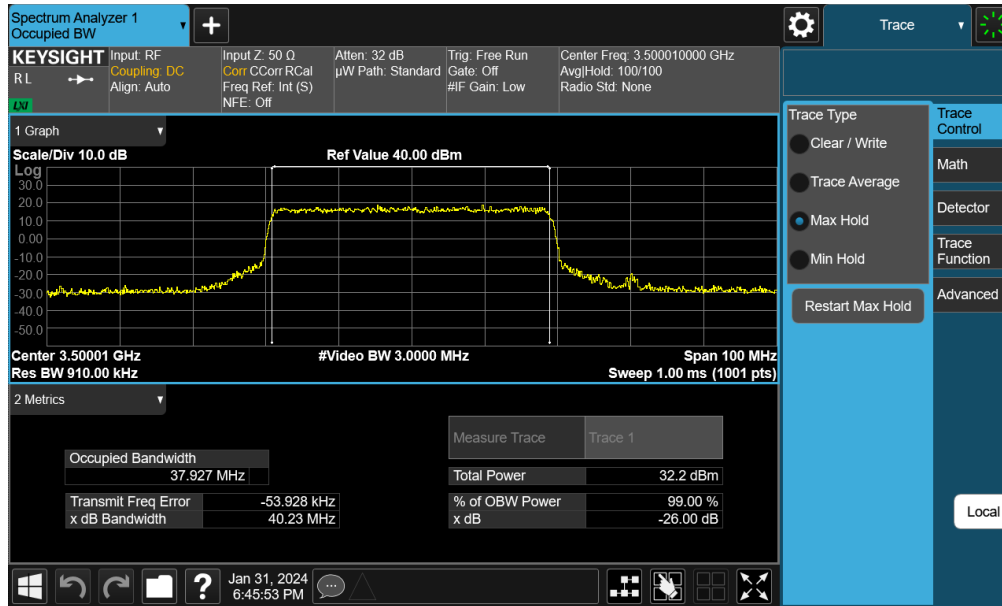 Spectrum Analyzer 1
Occupied BW
+
Trace
KEYSIGHT
R L
LXI
Input: RF
Coupling: DC
Align: Auto
Input Z: 50 Ω
Corr CCorr RCal
Freq Ref: Int (S)
NFE: Off
Atten: 32 dB
µW Path: Standard
Trig: Free Run
Gate: Off
#IF Gain: Low
Center Freq: 3.500010000 GHz
Avg|Hold: 100/100
Radio Std: None
1 Graph
Scale/Div 10.0 dB
Ref Value 40.00 dBm
Log
30.0
20.0
10.0
0.00
-10.0
-20.0
-30.0
-40.0
-50.0
Center 3.50001 GHz
#Video BW 3.0000 MHz
Span 100 MHz
Res BW 910.00 kHz
Sweep 1.00 ms (1001 pts)
2 Metrics
Measure Trace
Trace 1
Occupied Bandwidth
37.927 MHz
Total Power
32.2 dBm
Transmit Freq Error
-53.928 kHz
% of OBW Power
99.00 %
x dB Bandwidth
40.23 MHz
x dB
-26.00 dB
Trace Type
Clear / Write
Trace Average
Max Hold
Min Hold
Restart Max Hold
Trace
Control
Math
Detector
Trace
Function
Advanced
Local
?
Jan 31, 2024
6:45:53 PM